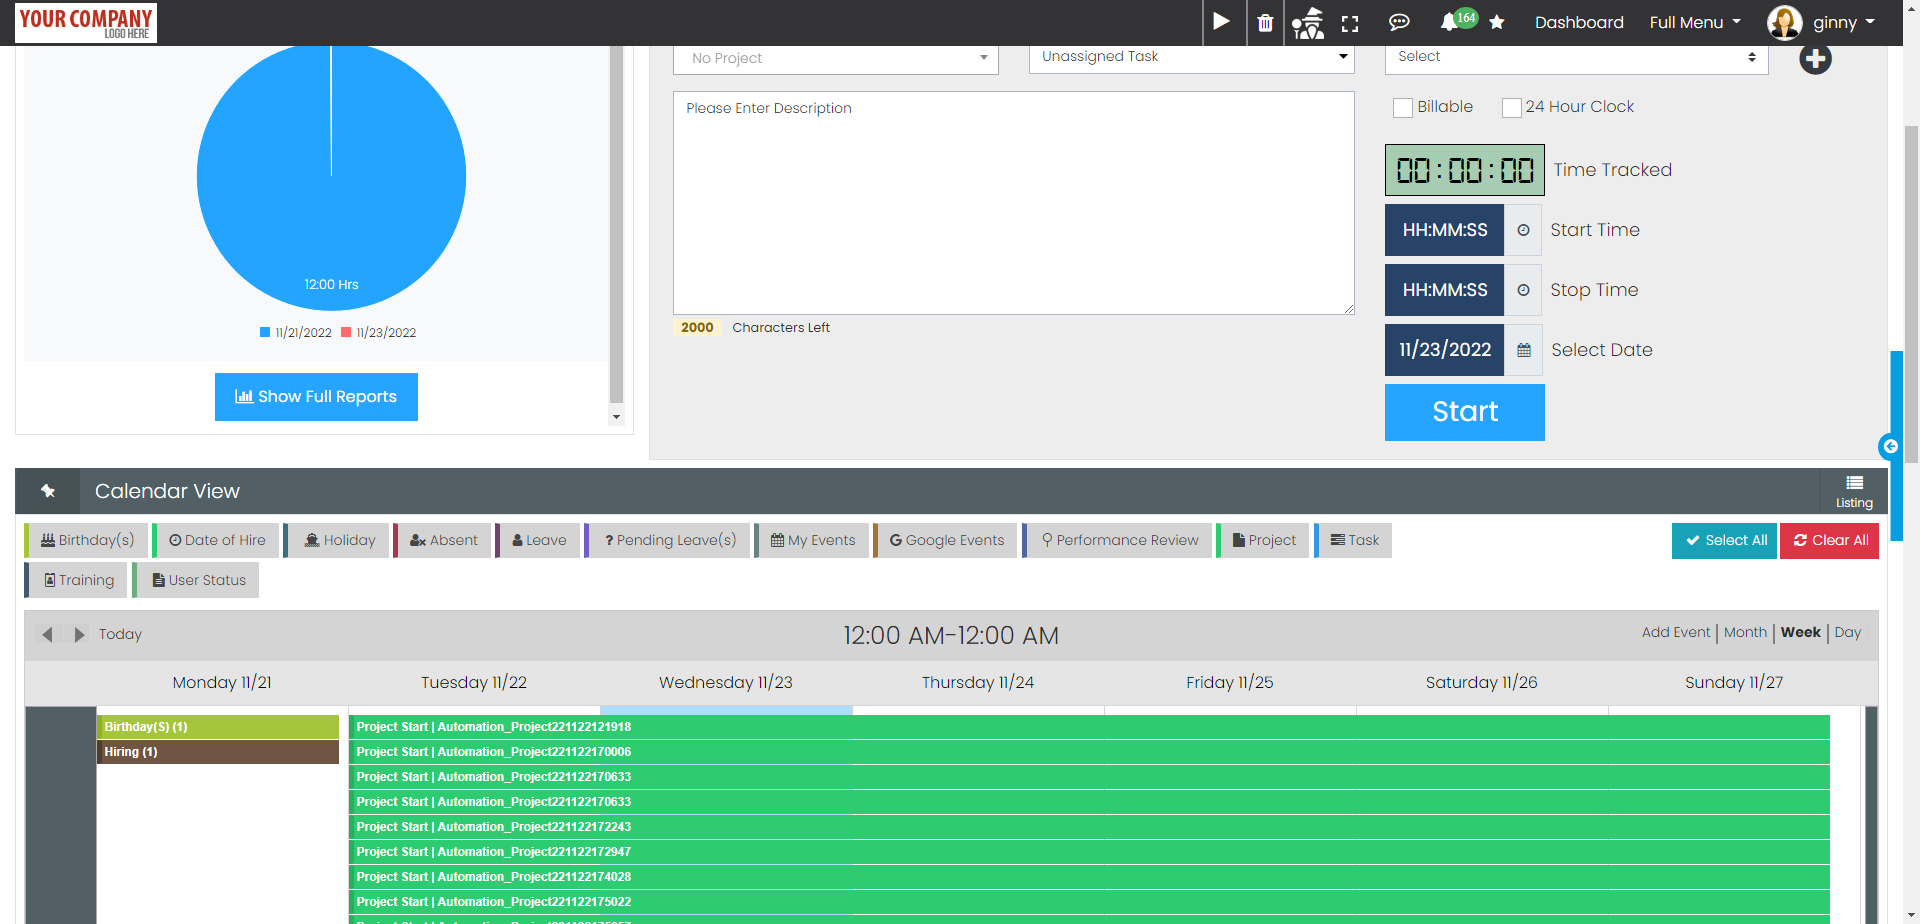 YOUR COMPANY
LOGO HERE
164
Dashboard
Full Menu
ginny
No Project
Unassigned Task
Select
Please Enter Description
Billable
24 Hour Clock
00:00:00
Time Tracked
HH:MM:SS
Start Time
HH:MM:SS
Stop Time
11/23/2022
Select Date
Start
2000 Characters Left
12:00 Hrs
11/21/2022 11/23/2022
Show Full Reports
Calendar View
Listing
Birthday(s)
Date of Hire
Holiday
Absent
Leave
? Pending Leave(s)
My Events
G Google Events
Performance Review
Project
Task
Select All
Clear All
Training
User Status
Today
12:00 AM-12:00 AM
Add Event | Month | Week | Day
Monday 11/21
Tuesday 11/22
Wednesday 11/23
Thursday 11/24
Friday 11/25
Saturday 11/26
Sunday 11/27
Birthday(S) (1)
Hiring (1)
Project Start | Automation_Project221122121918
Project Start | Automation_Project221122170006
Project Start | Automation_Project221122170633
Project Start | Automation_Project221122170633
Project Start | Automation_Project221122172243
Project Start | Automation_Project221122172947
Project Start | Automation_Project221122174028
Project Start | Automation_Project221122175022